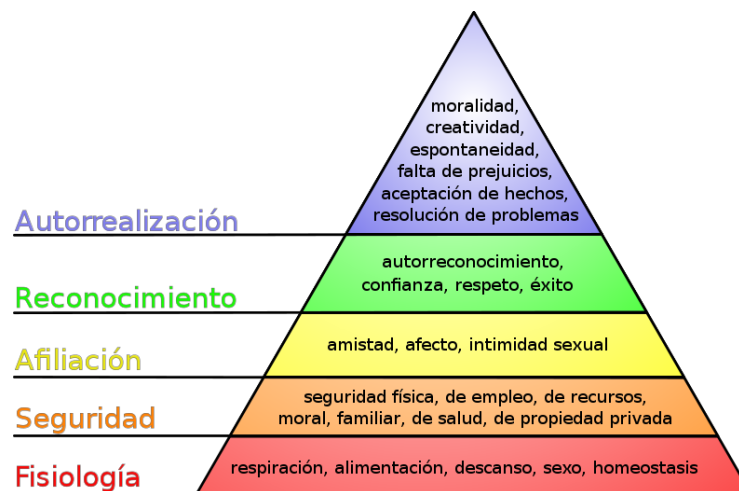 moralidad,
creatividad,
espontaneidad,
falta de prejuicios,
aceptación de hechos,
resolución de problemas
Autorrealización
autorreconocimiento,
confianza, respeto, éxito
Reconocimiento
amistad, afecto, intimidad sexual
Afiliación
seguridad física, de empleo, de recursos,
moral, familiar, de salud, de propiedad privada
Seguridad
respiración, alimentación, descanso, sexo, homeostasis
Fisiología